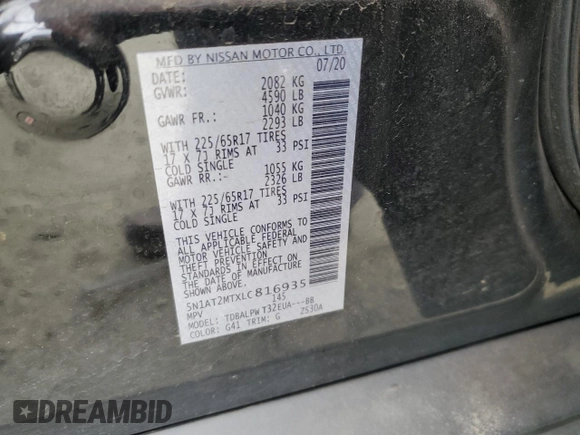 MFD BY NISSAN MOTOR CO., LTD.
DATE: 07/20
GVWR: 2082 KG
4590 LB
GAWR FR.: 1040 KG
2293 LB
WITH 225/65R17 TIRES
17 X 7J RIMS AT 33 PSI
COLD SINGLE
GAWR RR.:- 1055 KG
2326 LB
WITH 225/65R17 TIRES
17 X 7J RIMS AT 33 PSI
COLD SINGLE
THIS VEHICLE CONFORMS TO
ALL APPLICABLE FEDERAL
MOTOR VEHICLE SAFETY AND
THEFT PREVENTION
STANDARDS IN EFFECT ON
THE DATE OF MANUFACTURE
SHOWN ABOVE.
5N1AT2MTXLC816935
MPV 145
MODEL: TDBALPW T32EUA---BB
COLOR: G41 TRIM: G ZS30A
DREAMBID